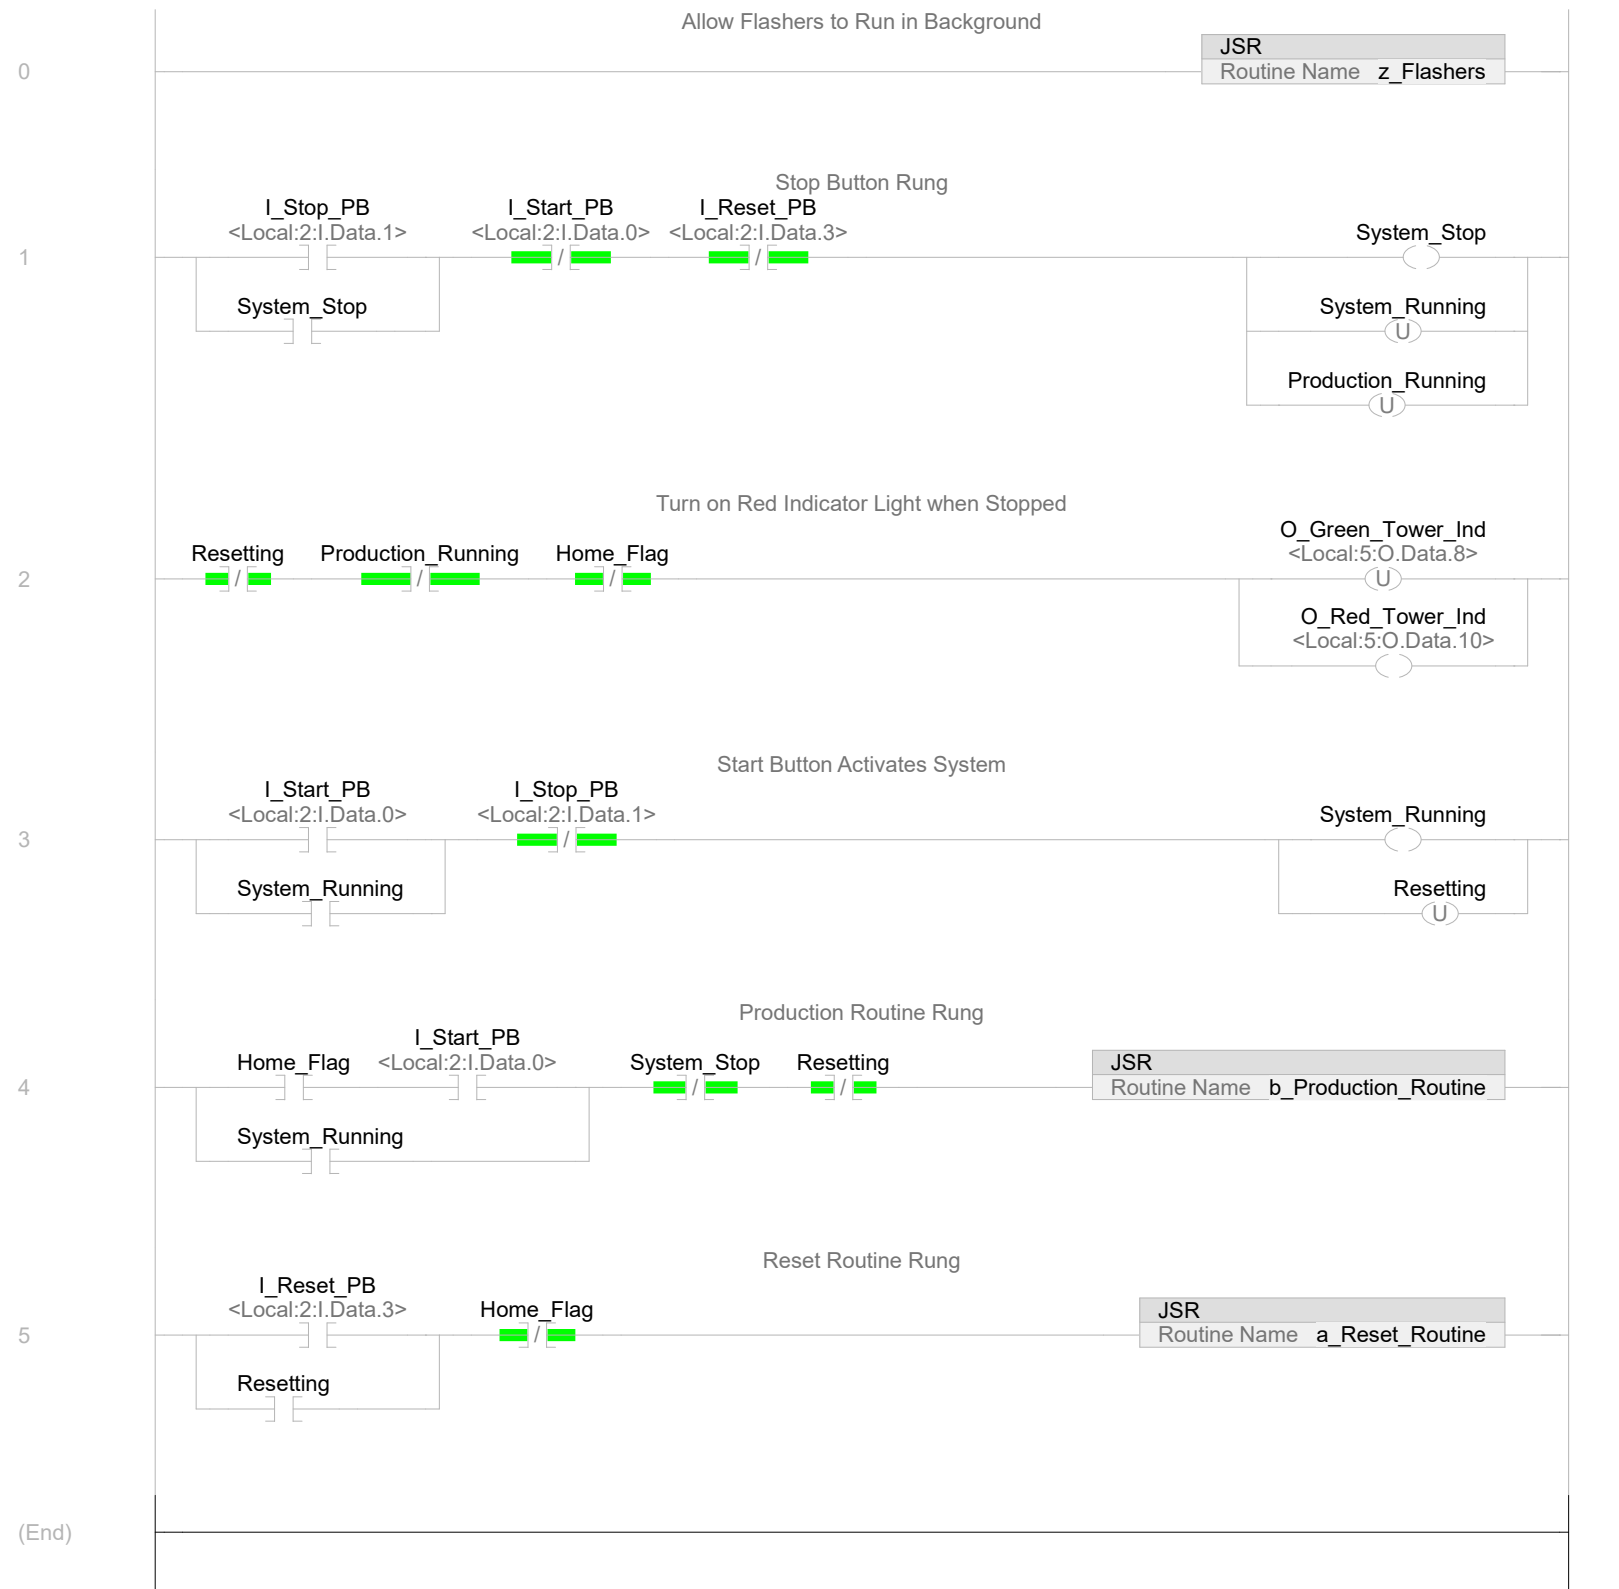 Allow Flashers to Run in Background
JSR
0
Routine Name z_Flashers
Stop Button Rung
I_Stop_PB I_Start_PB I_Reset_PB
<Local:2:I.Data.1> <Local:2:I.Data.0> <Local:2:I.Data.3> System_Stop
1 / /
System_Stop System_Running
U
Production_Running
U
Turn on Red Indicator Light when Stopped
O_Green_Tower_Ind
Resetting Production_Running Home_Flag <Local:5:O.Data.8>
2 / / / U
O_Red_Tower_Ind
<Local:5:O.Data.10>
Start Button Activates System
I_Start_PB I_Stop_PB
<Local:2:I.Data.0> <Local:2:I.Data.1> System_Running
3 /
System_Running Resetting
U
Production Routine Rung
I_Start_PB
Home_Flag <Local:2:I.Data.0> System_Stop Resetting JSR
4 / / Routine Name b_Production_Routine
System_Running
Reset Routine Rung
I_Reset_PB
<Local:2:I.Data.3> Home_Flag JSR
5 / Routine Name a_Reset_Routine
Resetting
(End)